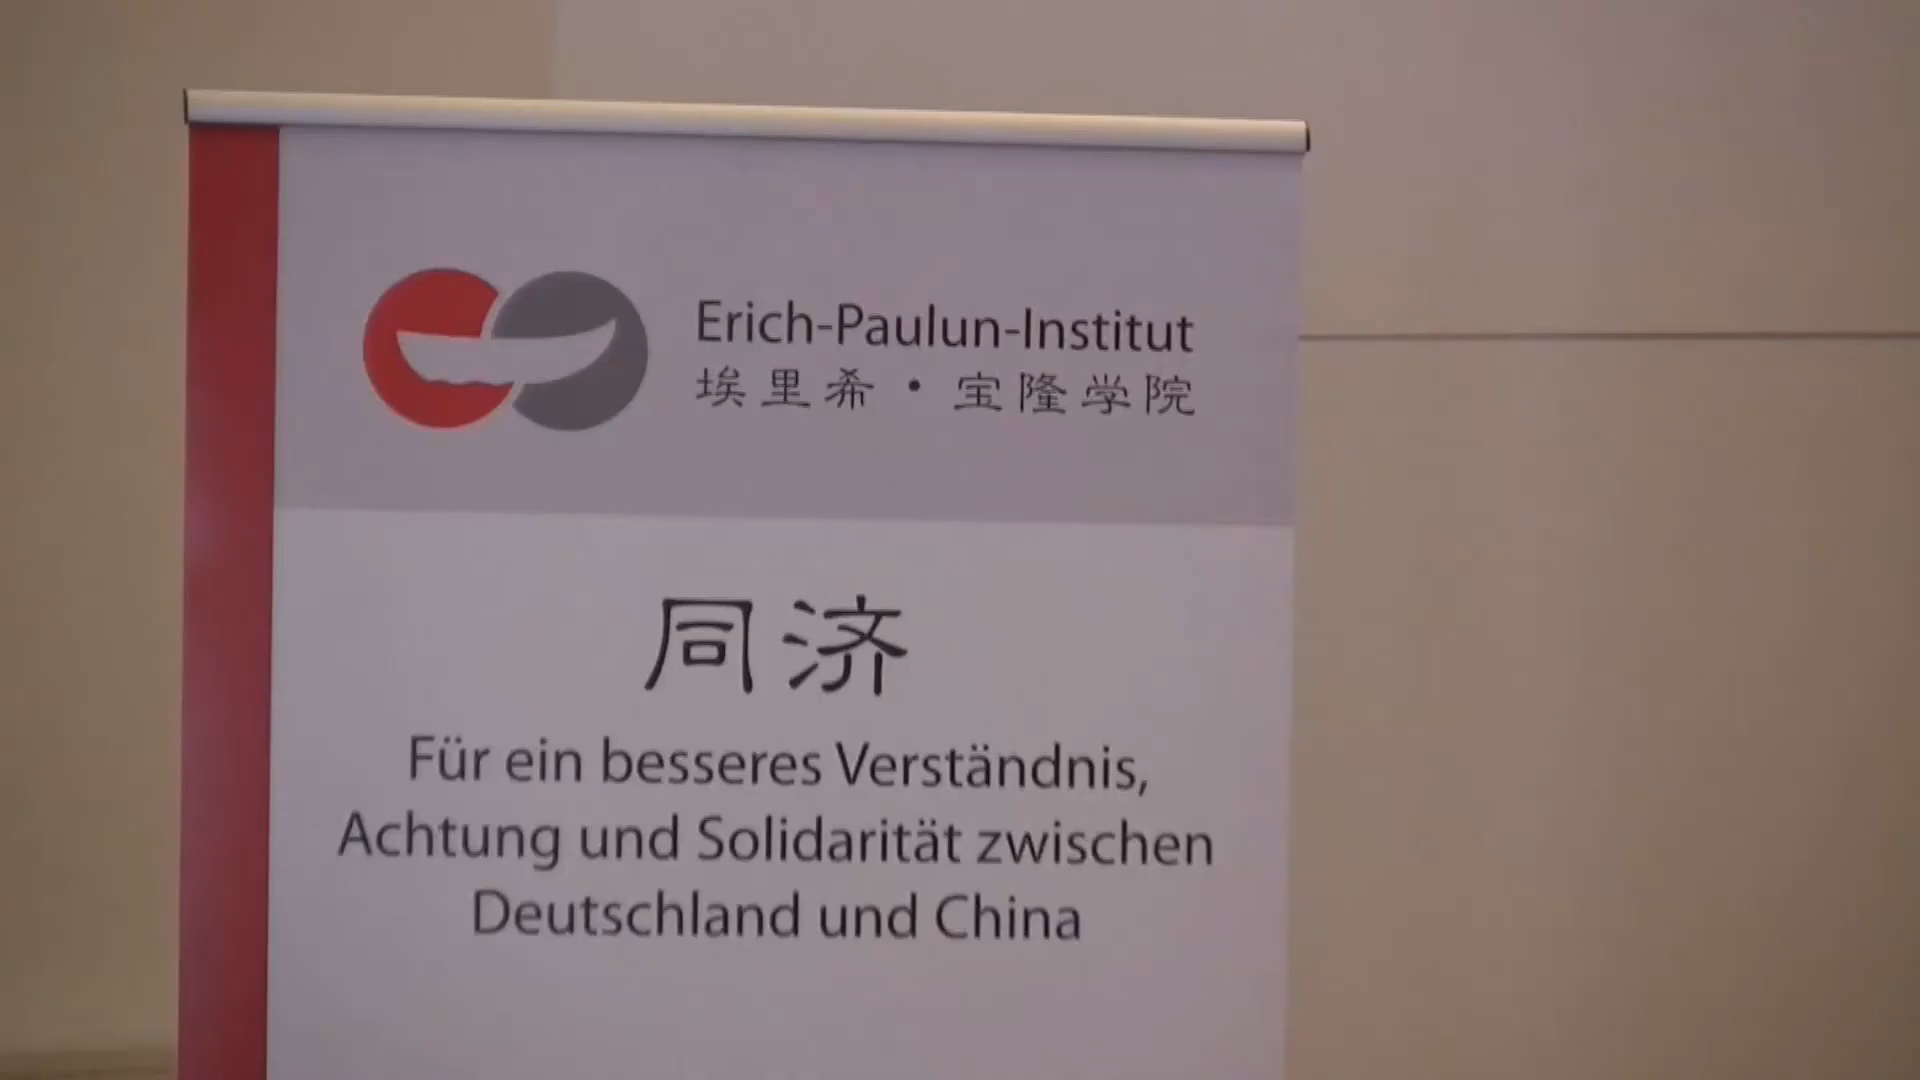 Erich-Paulun-Institut
埃里希・宝隆学院
同济
Für ein besseres Verständnis,
Achtung und Solidarität zwischen
Deutschland und China